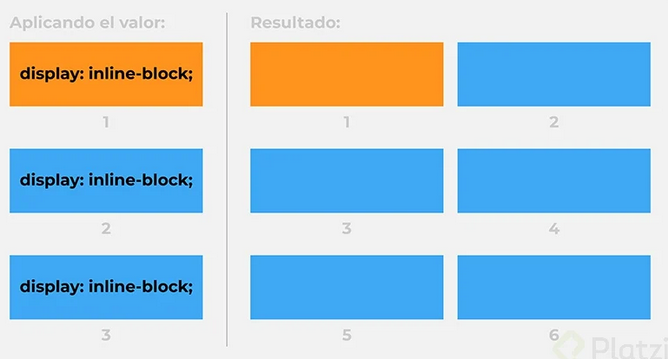 Aplicando el valor:
Resultado:
display: inline-block;
1
1
2
display: inline-block;
2
3
4
display: inline-block;
3
5
6
Platzi